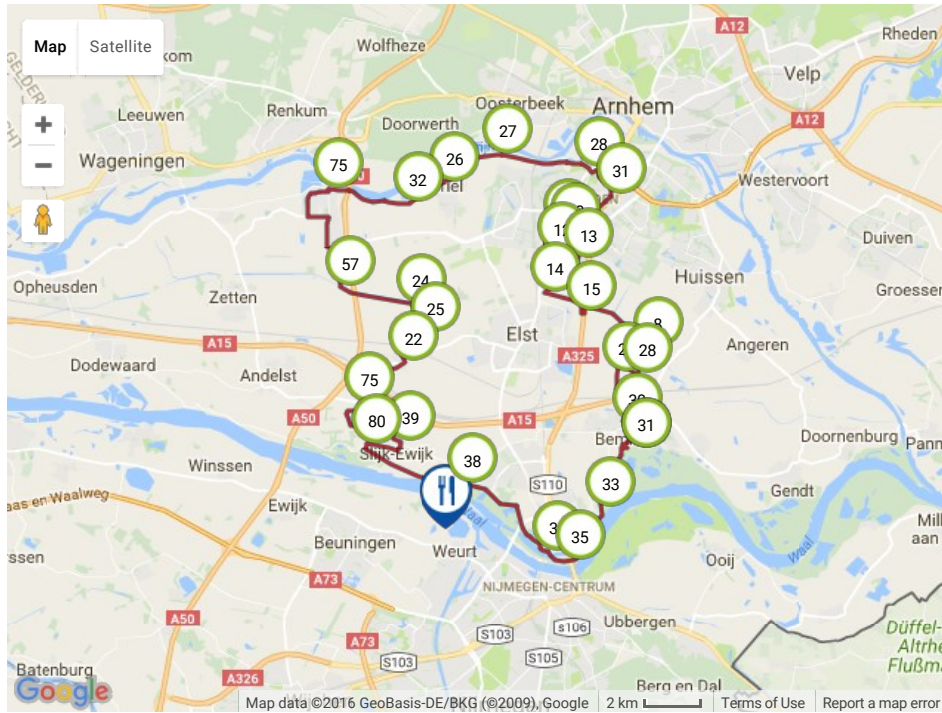 Map Satellite
A12
Rheden
Wolfheze
Velp
Leeuwen
Renkum
Oosterbeek
Arnhem
Doorwerth
A12
Wageningen
27
28
26
75
32
31
Westervoort
13
14
15
Duiven
57
24
25
Huissen
Opheusden
Zetten
Groesser
8
22
Elst
28
A15
A325
Angeren
Dodewaard
Andelst
75
A50
80
39
A15
31
Doornenburg
Slijk-Ewijk
38
Winssen
33
S110
Gendt
Ewijk
35
Beuningen
Weurt
Waal
Ooij
NIJMEGEN-CENTRUM
A73
A50
Ubbergen
s106
S103
A73
S105
S103
Düffel-
Altrhe
Flußma
Batenburg
A326
Berg en Dal
Google
Map data ©2016 GeoBasis-DE/BKG (©2009), Google 2 km Terms of Use Report a map error